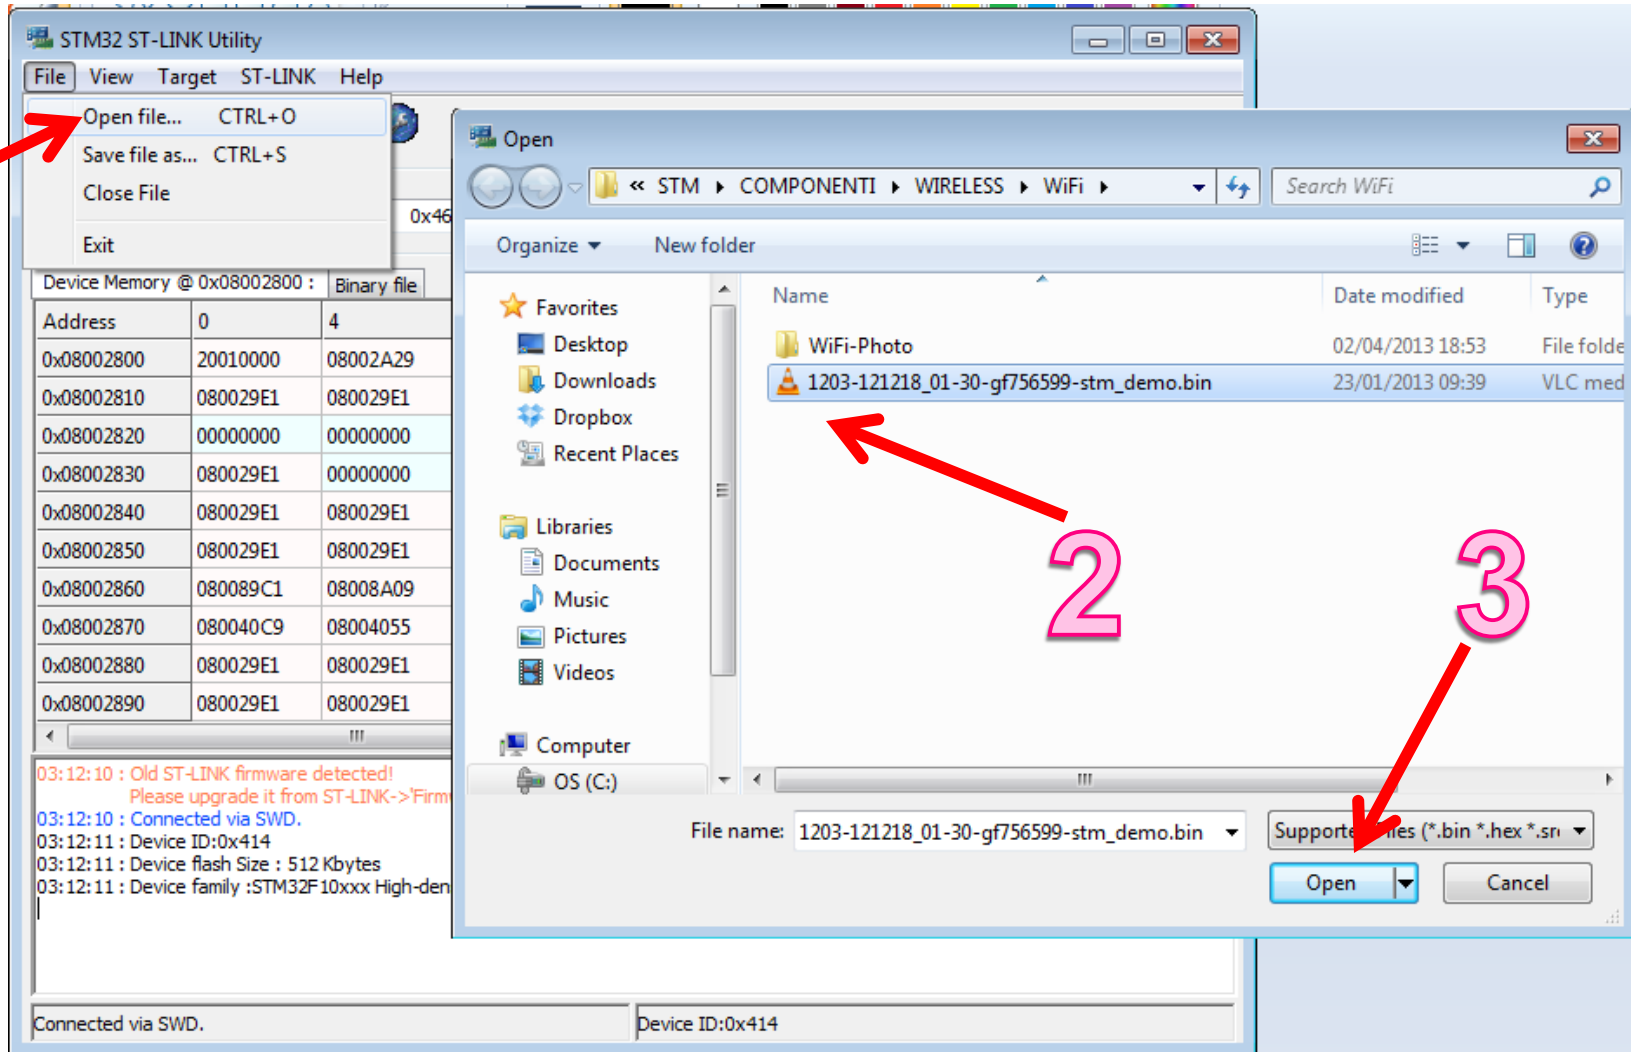 STM32 ST-LINK Utility
File View Target ST-LINK Help
Open file... CTRL+O
Save file as... CTRL+S
Close File
Exit
0x46
Device Memory @ 0x08002800 : Binary file
Address 0 4
0x08002800 20010000 08002A29
0x08002810 080029E1 080029E1
0x08002820 00000000 00000000
0x08002830 080029E1 00000000
0x08002840 080029E1 080029E1
0x08002850 080029E1 080029E1
0x08002860 080089C1 08008A09
0x08002870 080040C9 08004055
0x08002880 080029E1 080029E1
0x08002890 080029E1 080029E1
03:12:10 : Old ST-LINK firmware detected!
Please upgrade it from ST-LINK->'Firm
03:12:10 : Connected via SWD.
03:12:11 : Device ID:0x414
03:12:11 : Device flash Size : 512 Kbytes
03:12:11 : Device family :STM32F10xxx High-den
Connected via SWD. Device ID:0x414
Open
« STM COMPONENTI WIRELESS WiFi
Search WiFi
Organize New folder
Name Date modified Type
WiFi-Photo 02/04/2013 18:53 File folde
1203-121218_01-30-gf756599-stm_demo.bin 23/01/2013 09:39 VLC med
Favorites
Desktop
Downloads
Dropbox
Recent Places
Libraries
Documents
Music
Pictures
Videos
Computer
OS (C:)
2
3
File name: 1203-121218_01-30-gf756599-stm_demo.bin
(*.bin *.hex *.sr
Open Cancel